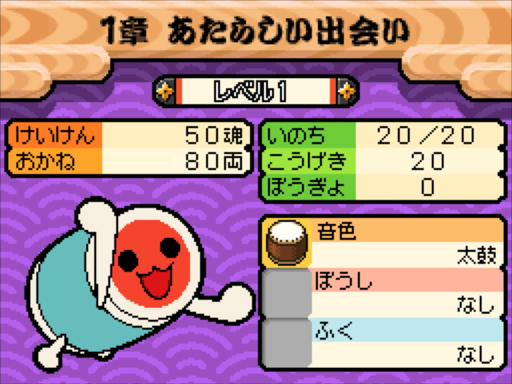 1章 あたらしい出会い
レベル1
けいけん 50魂
おかね 80両
いのち 20/20
こうげき 20
ぼうぎょ 0
音色
太鼓
ぼうし
なし
ふく
なし